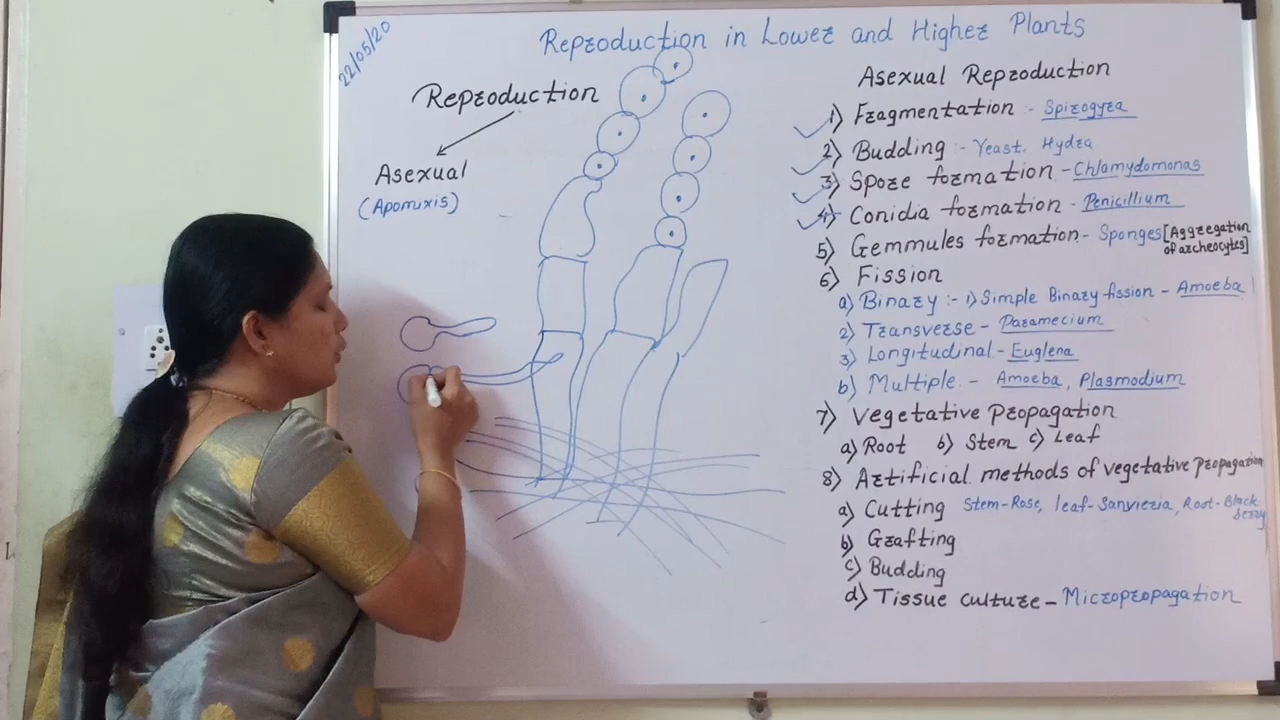 22/05/20
Reproduction in Lower and Higher Plants
Reproduction
Asexual
(Apomixis)
Asexual Reproduction
1) Fragmentation :- Spirogyra
2) Budding :- Yeast, Hydra
3) Spore formation - Chlamydomonas
4) Conidia formation - Penicillium
5) Gemmules formation - Sponges [Aggregation of archeocytes]
6) Fission
a) Binary :- 1) Simple Binary fission - Amoeba
2) Transverse - Paramecium
3) Longitudinal - Euglena
b) Multiple - Amoeba, Plasmodium
7) Vegetative propagation
a) Root b) Stem c) Leaf
8) Artificial methods of vegetative propagation
a) Cutting Stem-Rose, leaf-Sanvieria, Root-Black berry
b) Grafting
c) Budding
d) Tissue culture - Micropropagation